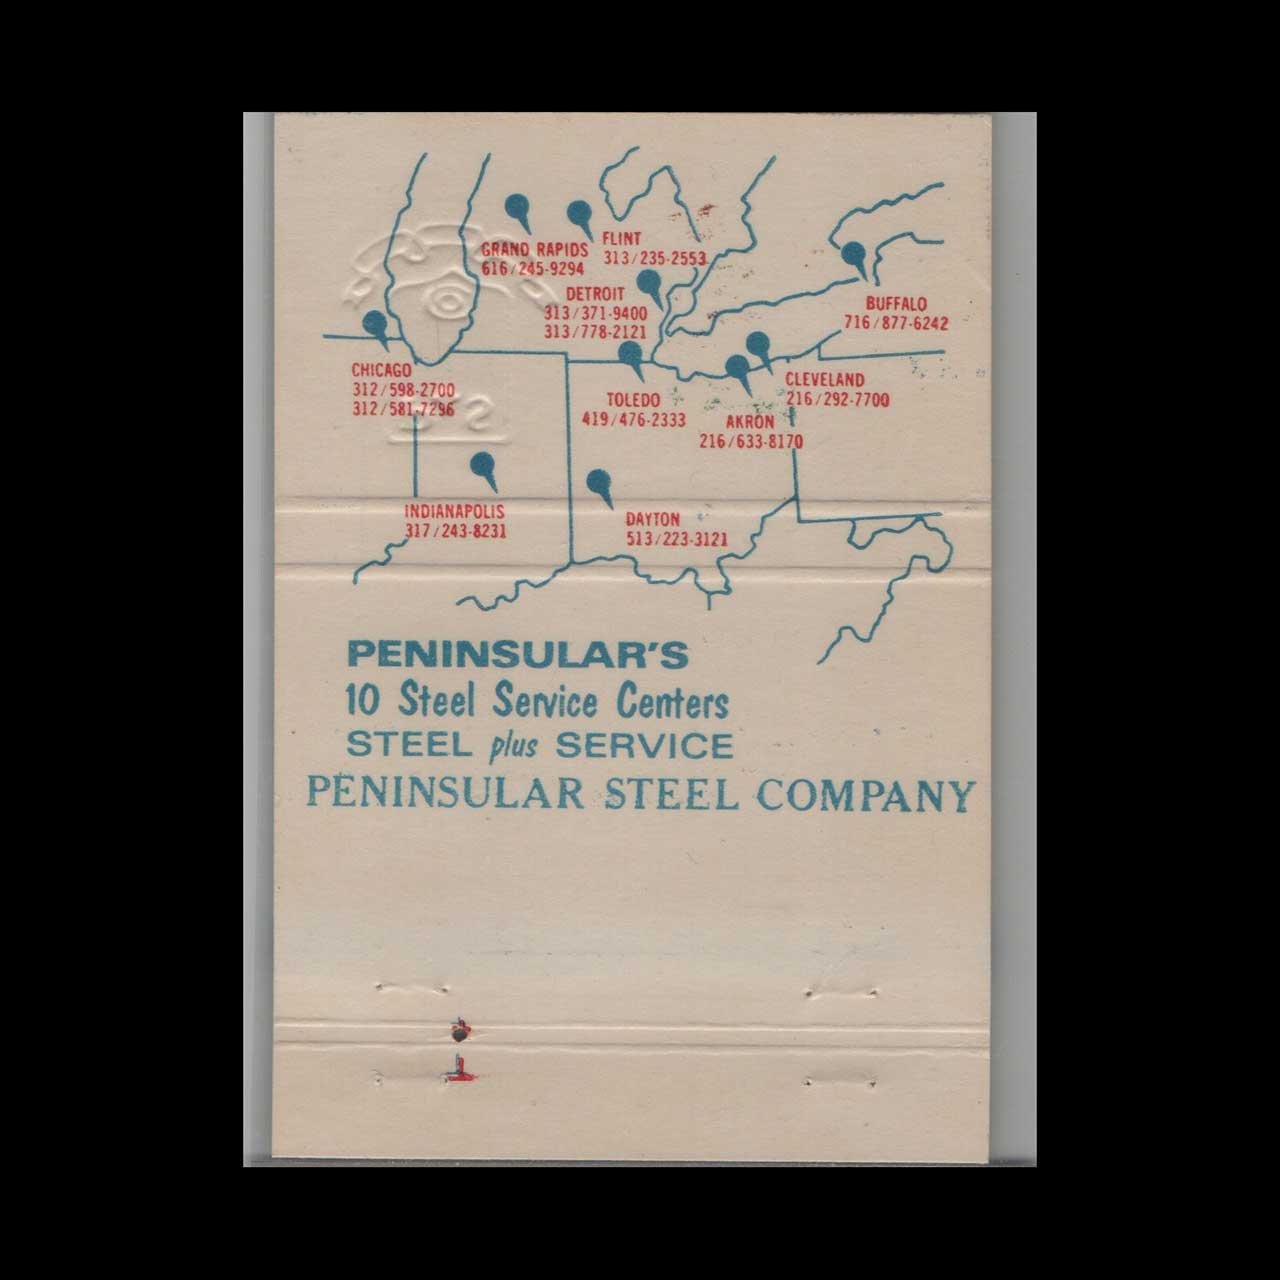 GRAND RAPIDS
616/245-9294
FLINT
313/235-2553
DETROIT
313/371-9400
313/778-2121
BUFFALO
716/877-6242
CHICAGO
312/598-2700
312/581-7296
TOLEDO
419/476-2333
CLEVELAND
216/292-7700
AKRON
216/633-8170
INDIANAPOLIS
317/243-8231
DAYTON
513/223-3121
PENINSULAR'S
10 Steel Service Centers
STEEL plus SERVICE
PENINSULAR STEEL COMPANY